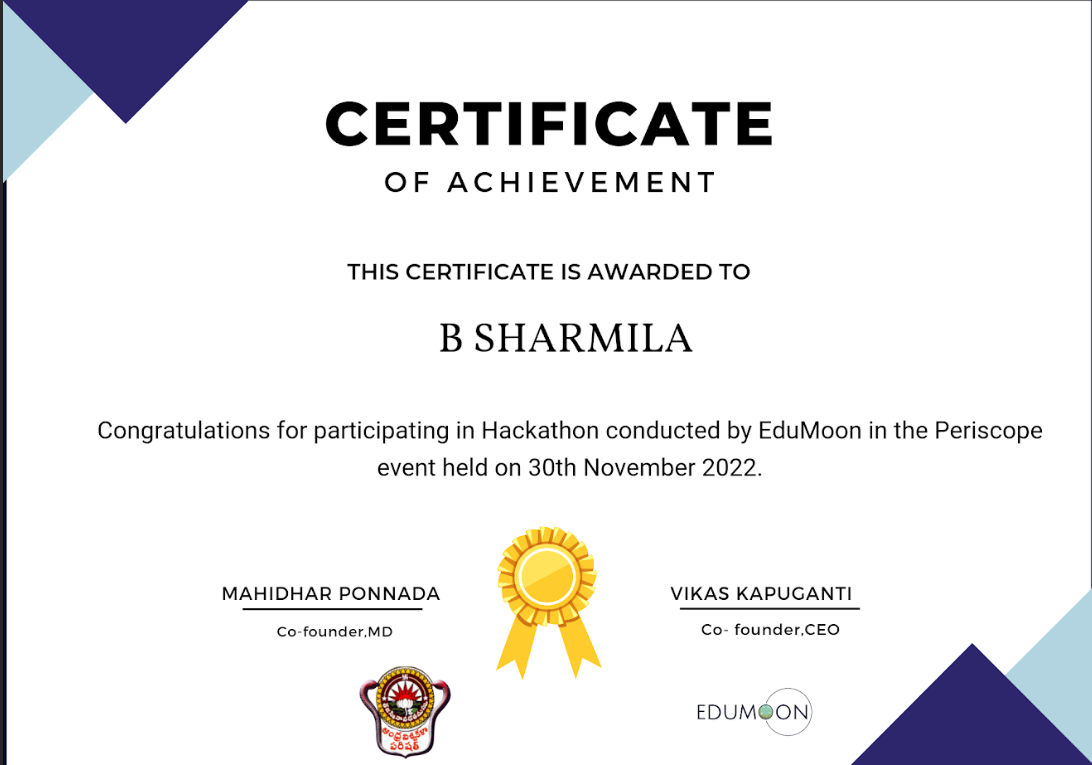 CERTIFICATE
OF ACHIEVEMENT
THIS CERTIFICATE IS AWARDED TO
B SHARMILA
Congratulations for participating in Hackathon conducted by EduMoon in the Periscope
event held on 30th November 2022.
MAHIDHAR PONNADA
Co-founder,MD
VIKAS KAPUGANTI
Co- founder,CEO
EDUMOON